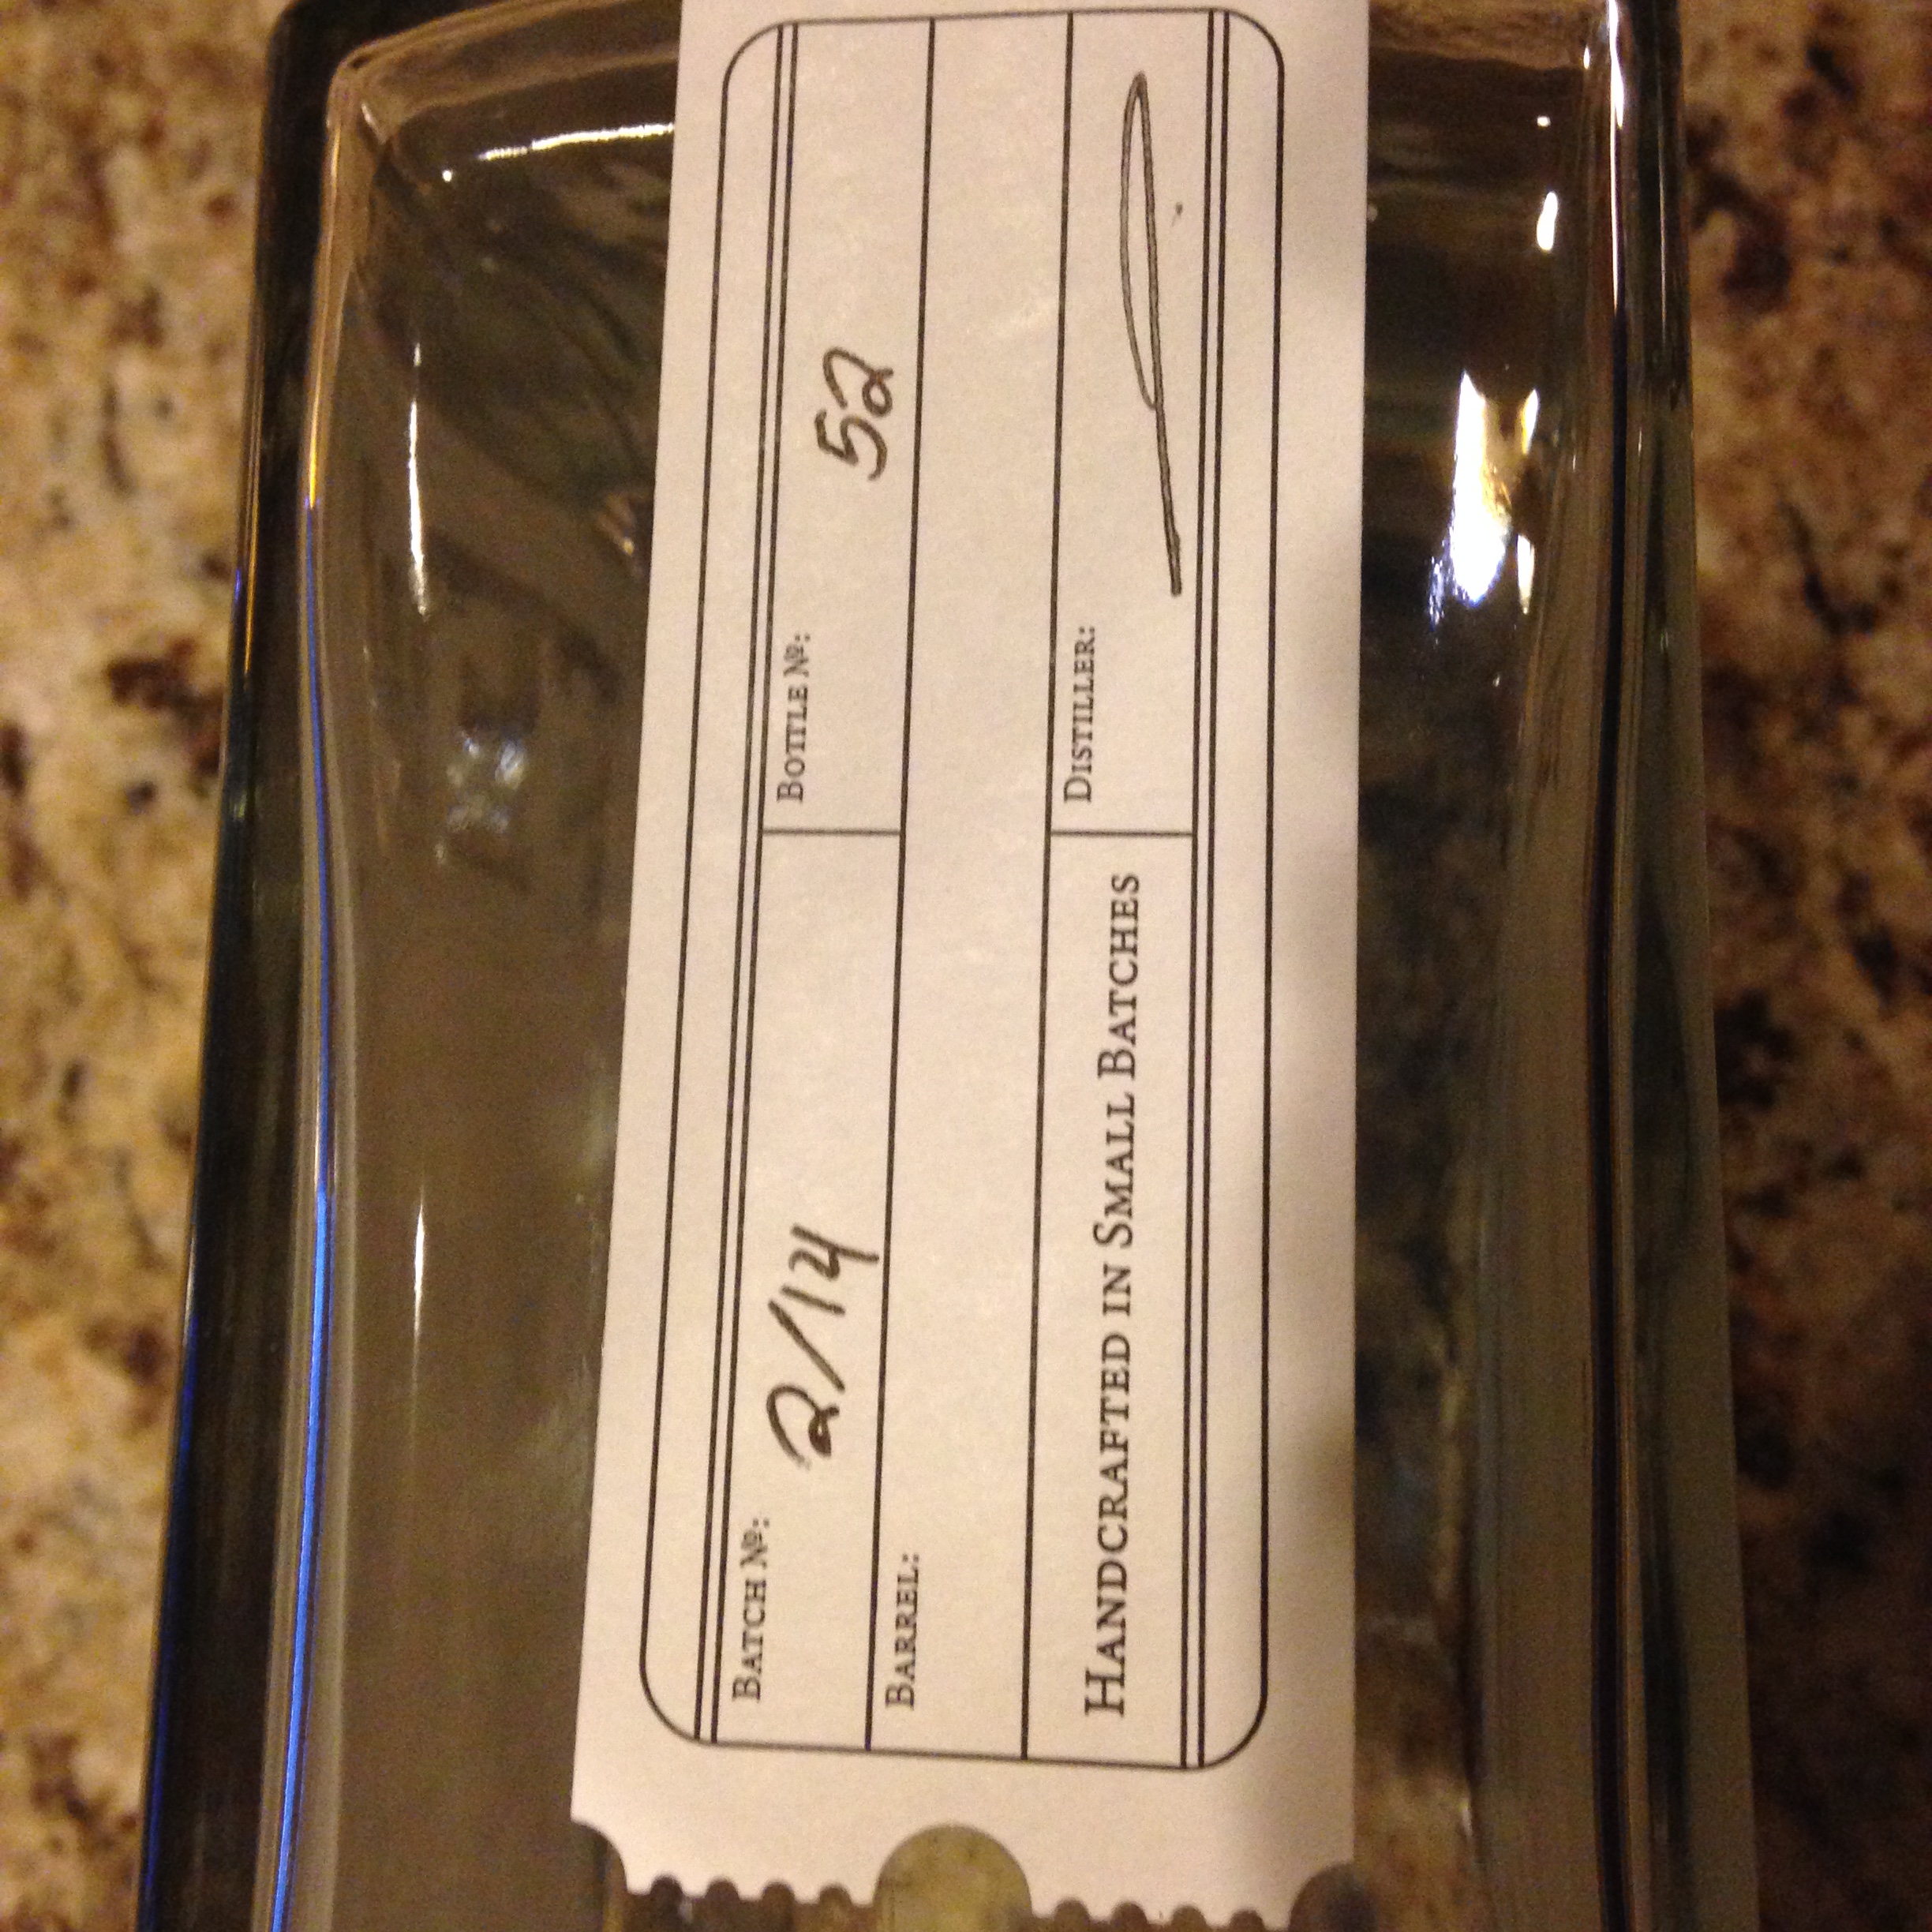 BATCH Nº: 2/14
BOTTLE Nº: 52
BARREL:
HANDCRAFTED IN SMALL BATCHES
DISTILLER: